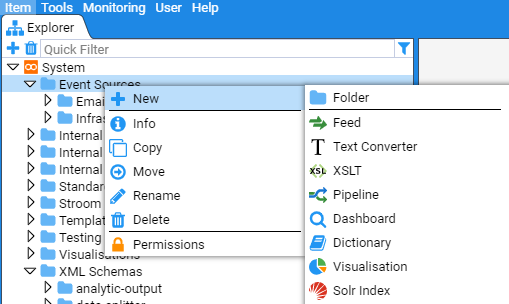 Item Tools Monitoring User Help
Explorer
Quick Filter
System
Event Sources
New
Folder
Emai
Info
Feed
Infras
Copy
Text Converter
Internal
Move
XSLT
Internal
Rename
Pipeline
Internal
Delete
Dashboard
Standar
Permissions
Dictionary
Stroom
Visualisation
Templat
Solr Index
Testing
Visualisations
XML Schemas
analytic-output